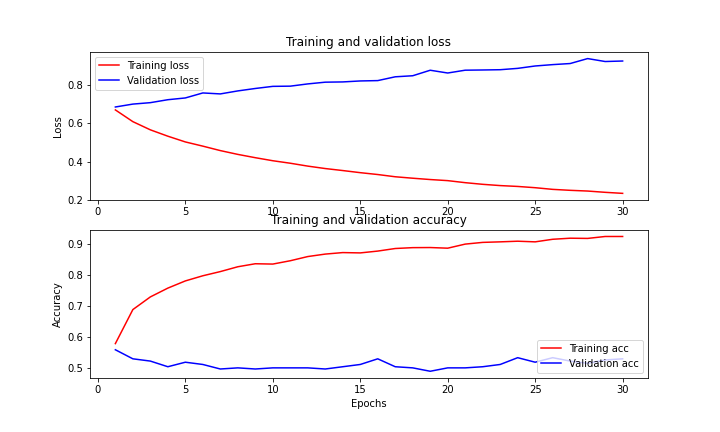 Training and validation loss
Training loss
Validation loss
Loss
0.8
0.6
0.4
0.2
0 5 10 15 20 25 30
Training and validation accuracy
Accuracy
0.9
0.8
0.7
0.6
0.5
Training acc
Validation acc
0 5 10 15 20 25 30
Epochs